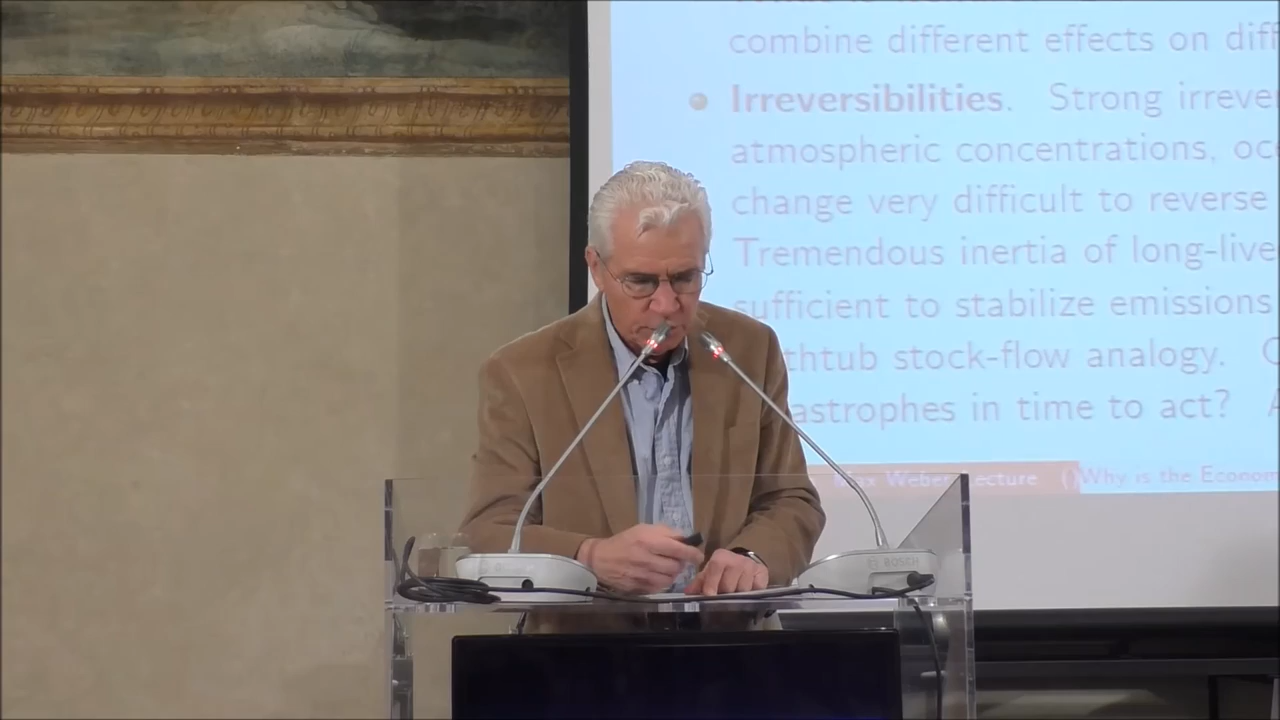 combine different effects on diff
Irreversibilities. Strong irreve
atmospheric concentrations, oc
change very difficult to reverse
Tremendous inertia of long-live
sufficient to stabilize emissions
thtub stock-flow analogy.
astrophes in time to act?
Max Weber Lecture () Why is the Econom
BOSCH